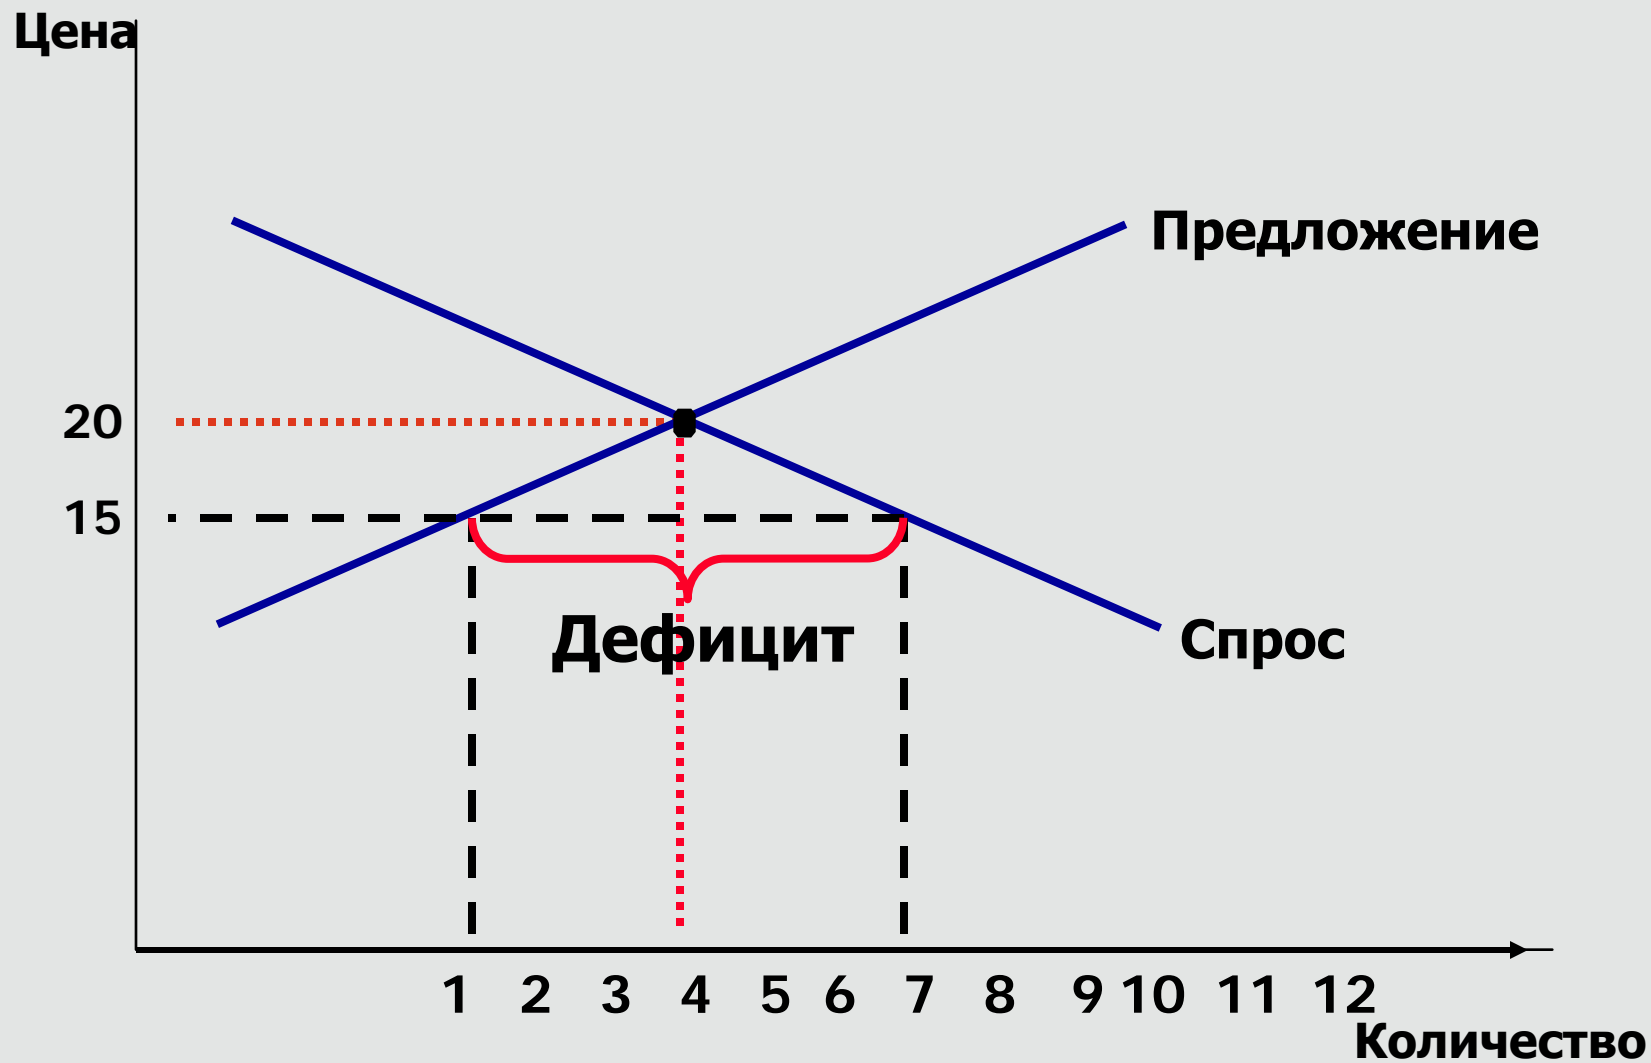 Цена
Предложение
20
15
Дефицит
Спрос
1 2 3 4 5 6 7 8 9 10 11 12
Количество